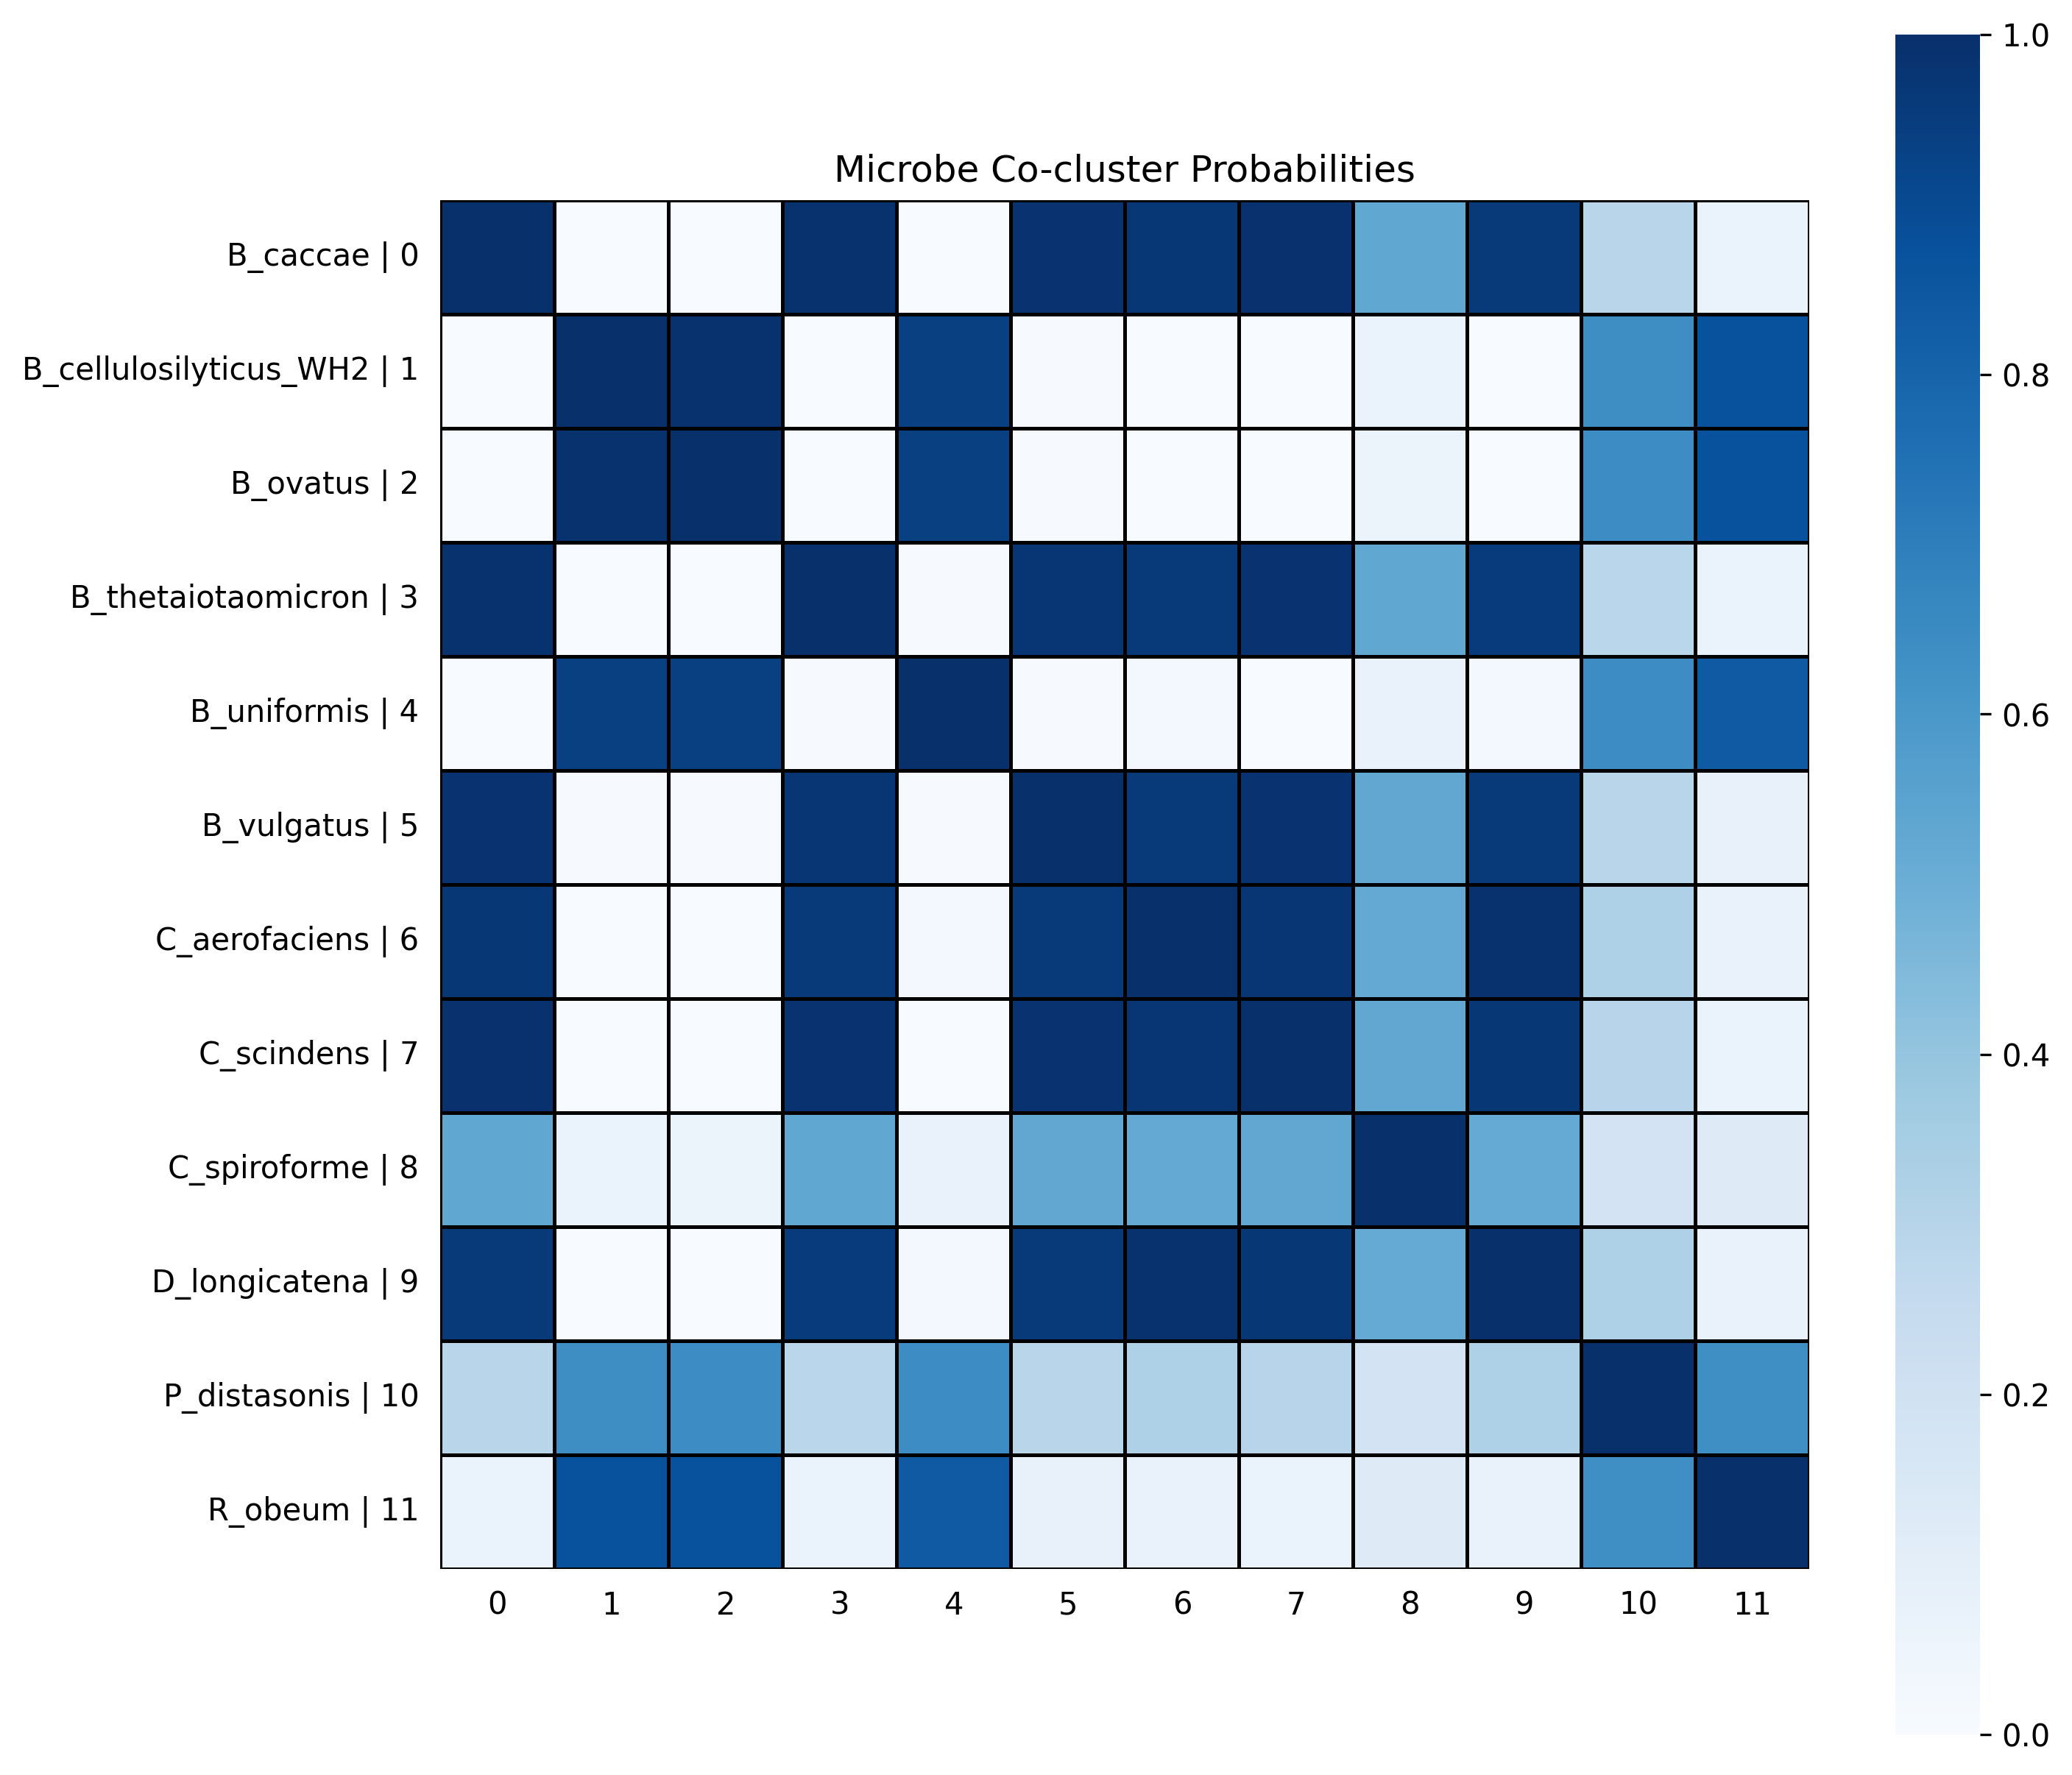 Microbe Co-cluster Probabilities
B_caccae | 0
B_cellulosilyticus_WH2 | 1
B_ovatus | 2
B_thetaiotaomicron | 3
B_uniformis | 4
B_vulgatus | 5
C_aerofaciens | 6
C_scindens | 7
C_spiroforme | 8
D_longicatena | 9
P_distasonis | 10
R_obeum | 11
0 1 2 3 4 5 6 7 8 9 10 11
1.0
0.8
0.6
0.4
0.2
0.0